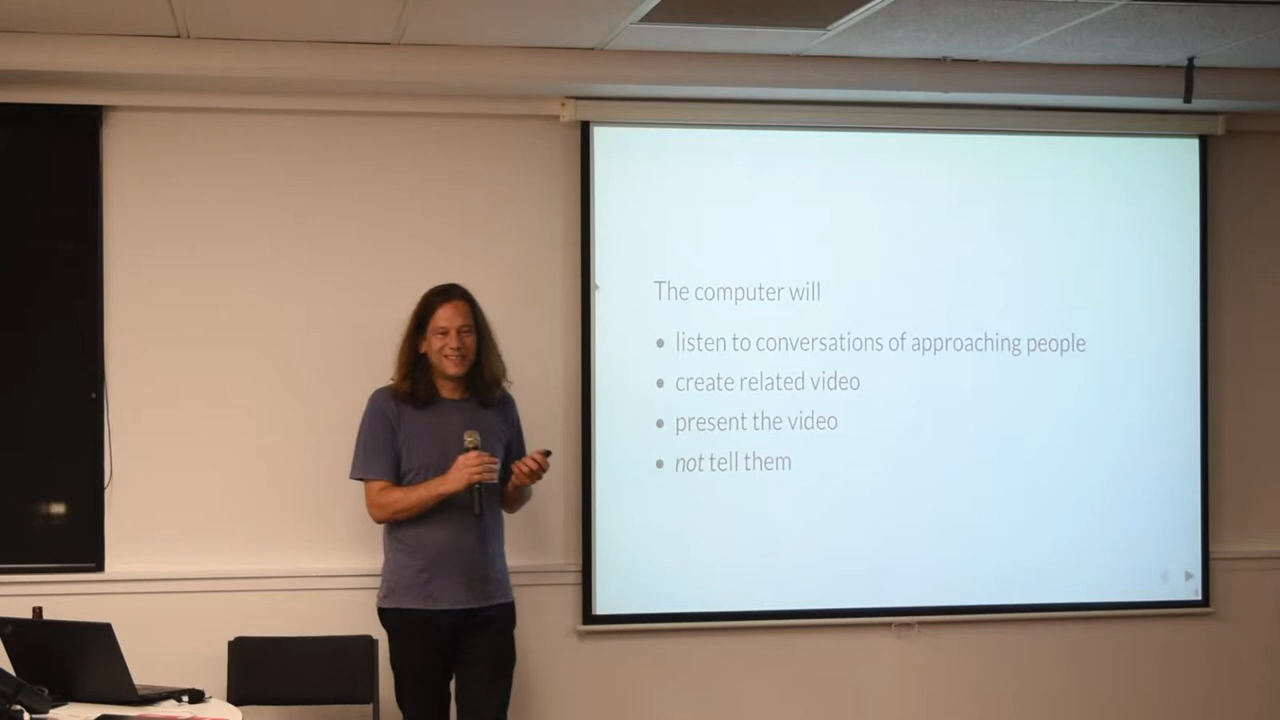 The computer will
• listen to conversations of approaching people
• create related video
• present the video
• not tell them